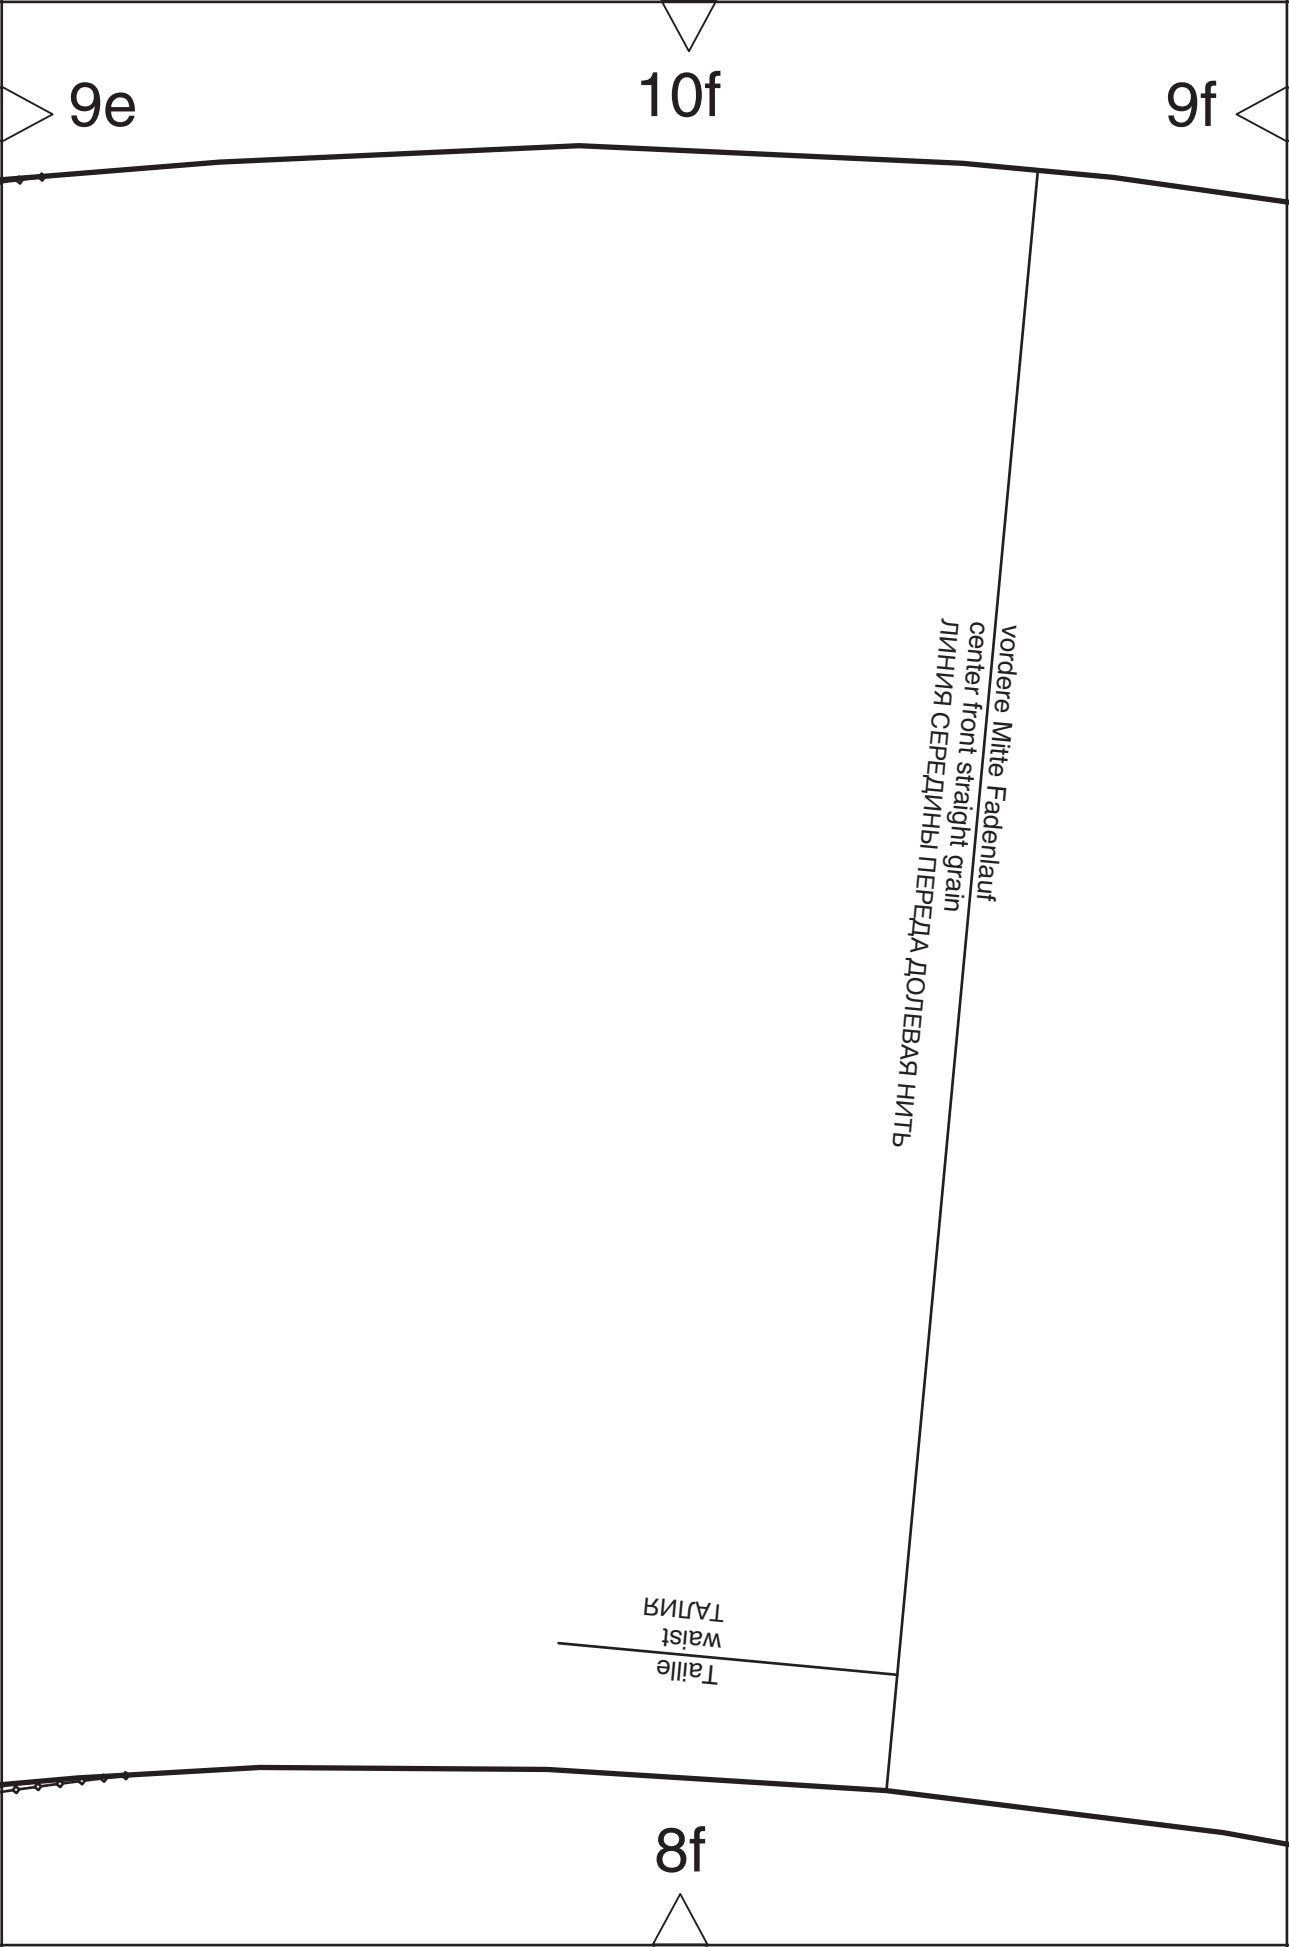 10f
9e
9f
vordere Mitte Fadenlauf
center front straight grain
ЛИНИЯ СЕРЕДИНЫ ПЕРЕДА ДОЛЕВАЯ НИТЬ
Taille
waist
ТАЛИЯ
8f